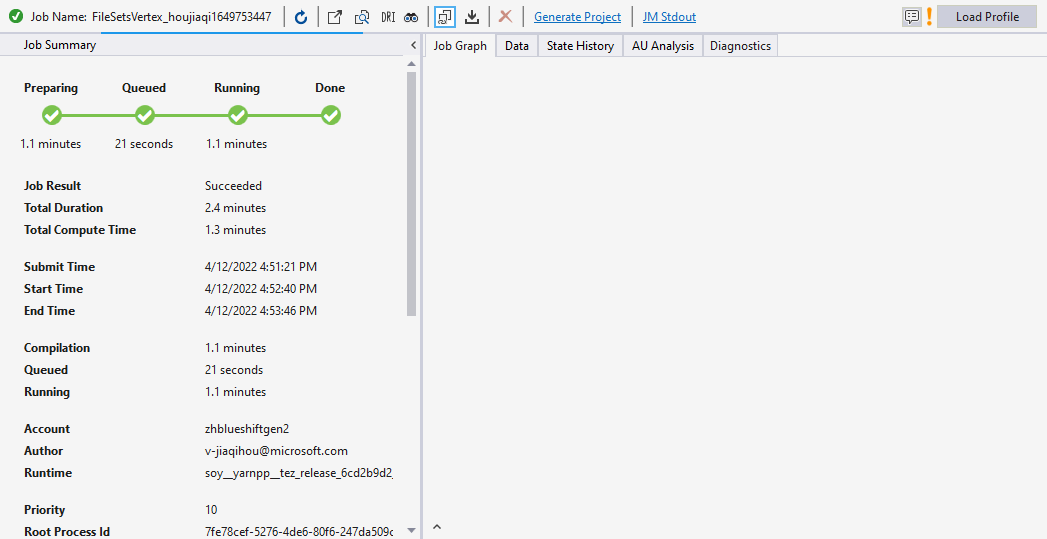 Job Name: FileSetsVertex_houjiaqi1649753447 DRI Generate Project JM Stdout Load Profile
Job Summary
Job Graph Data State History AU Analysis Diagnostics
Preparing Queued Running Done
1.1 minutes 21 seconds 1.1 minutes
Job Result Succeeded
Total Duration 2.4 minutes
Total Compute Time 1.3 minutes
Submit Time 4/12/2022 4:51:21 PM
Start Time 4/12/2022 4:52:40 PM
End Time 4/12/2022 4:53:46 PM
Compilation 1.1 minutes
Queued 21 seconds
Running 1.1 minutes
Account zhblueshiftgen2
Author v-jiaqihou@microsoft.com
Runtime soy__yarnpp__tez_release_6cd2b9d2_
Priority 10
Root Process Id 7fe78cef-5276-4de6-80f6-247da509c